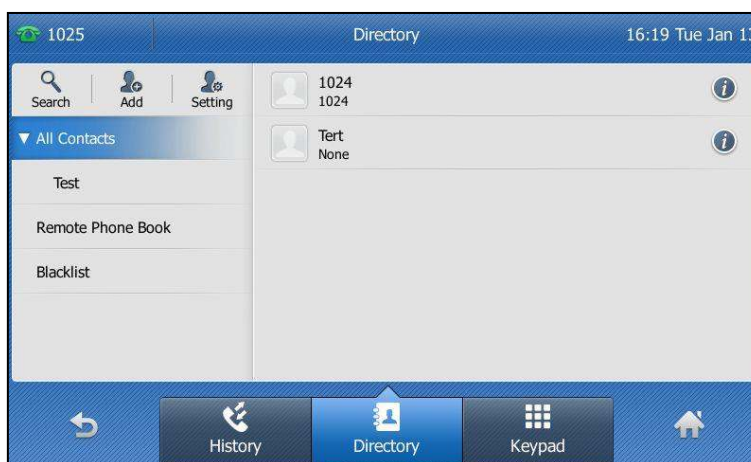 1025
Directory
16:19 Tue Jan
Search
Add
Setting
All Contacts
Test
Remote Phone Book
Blacklist
1024
1024
Tert
None
History
Directory
Keypad